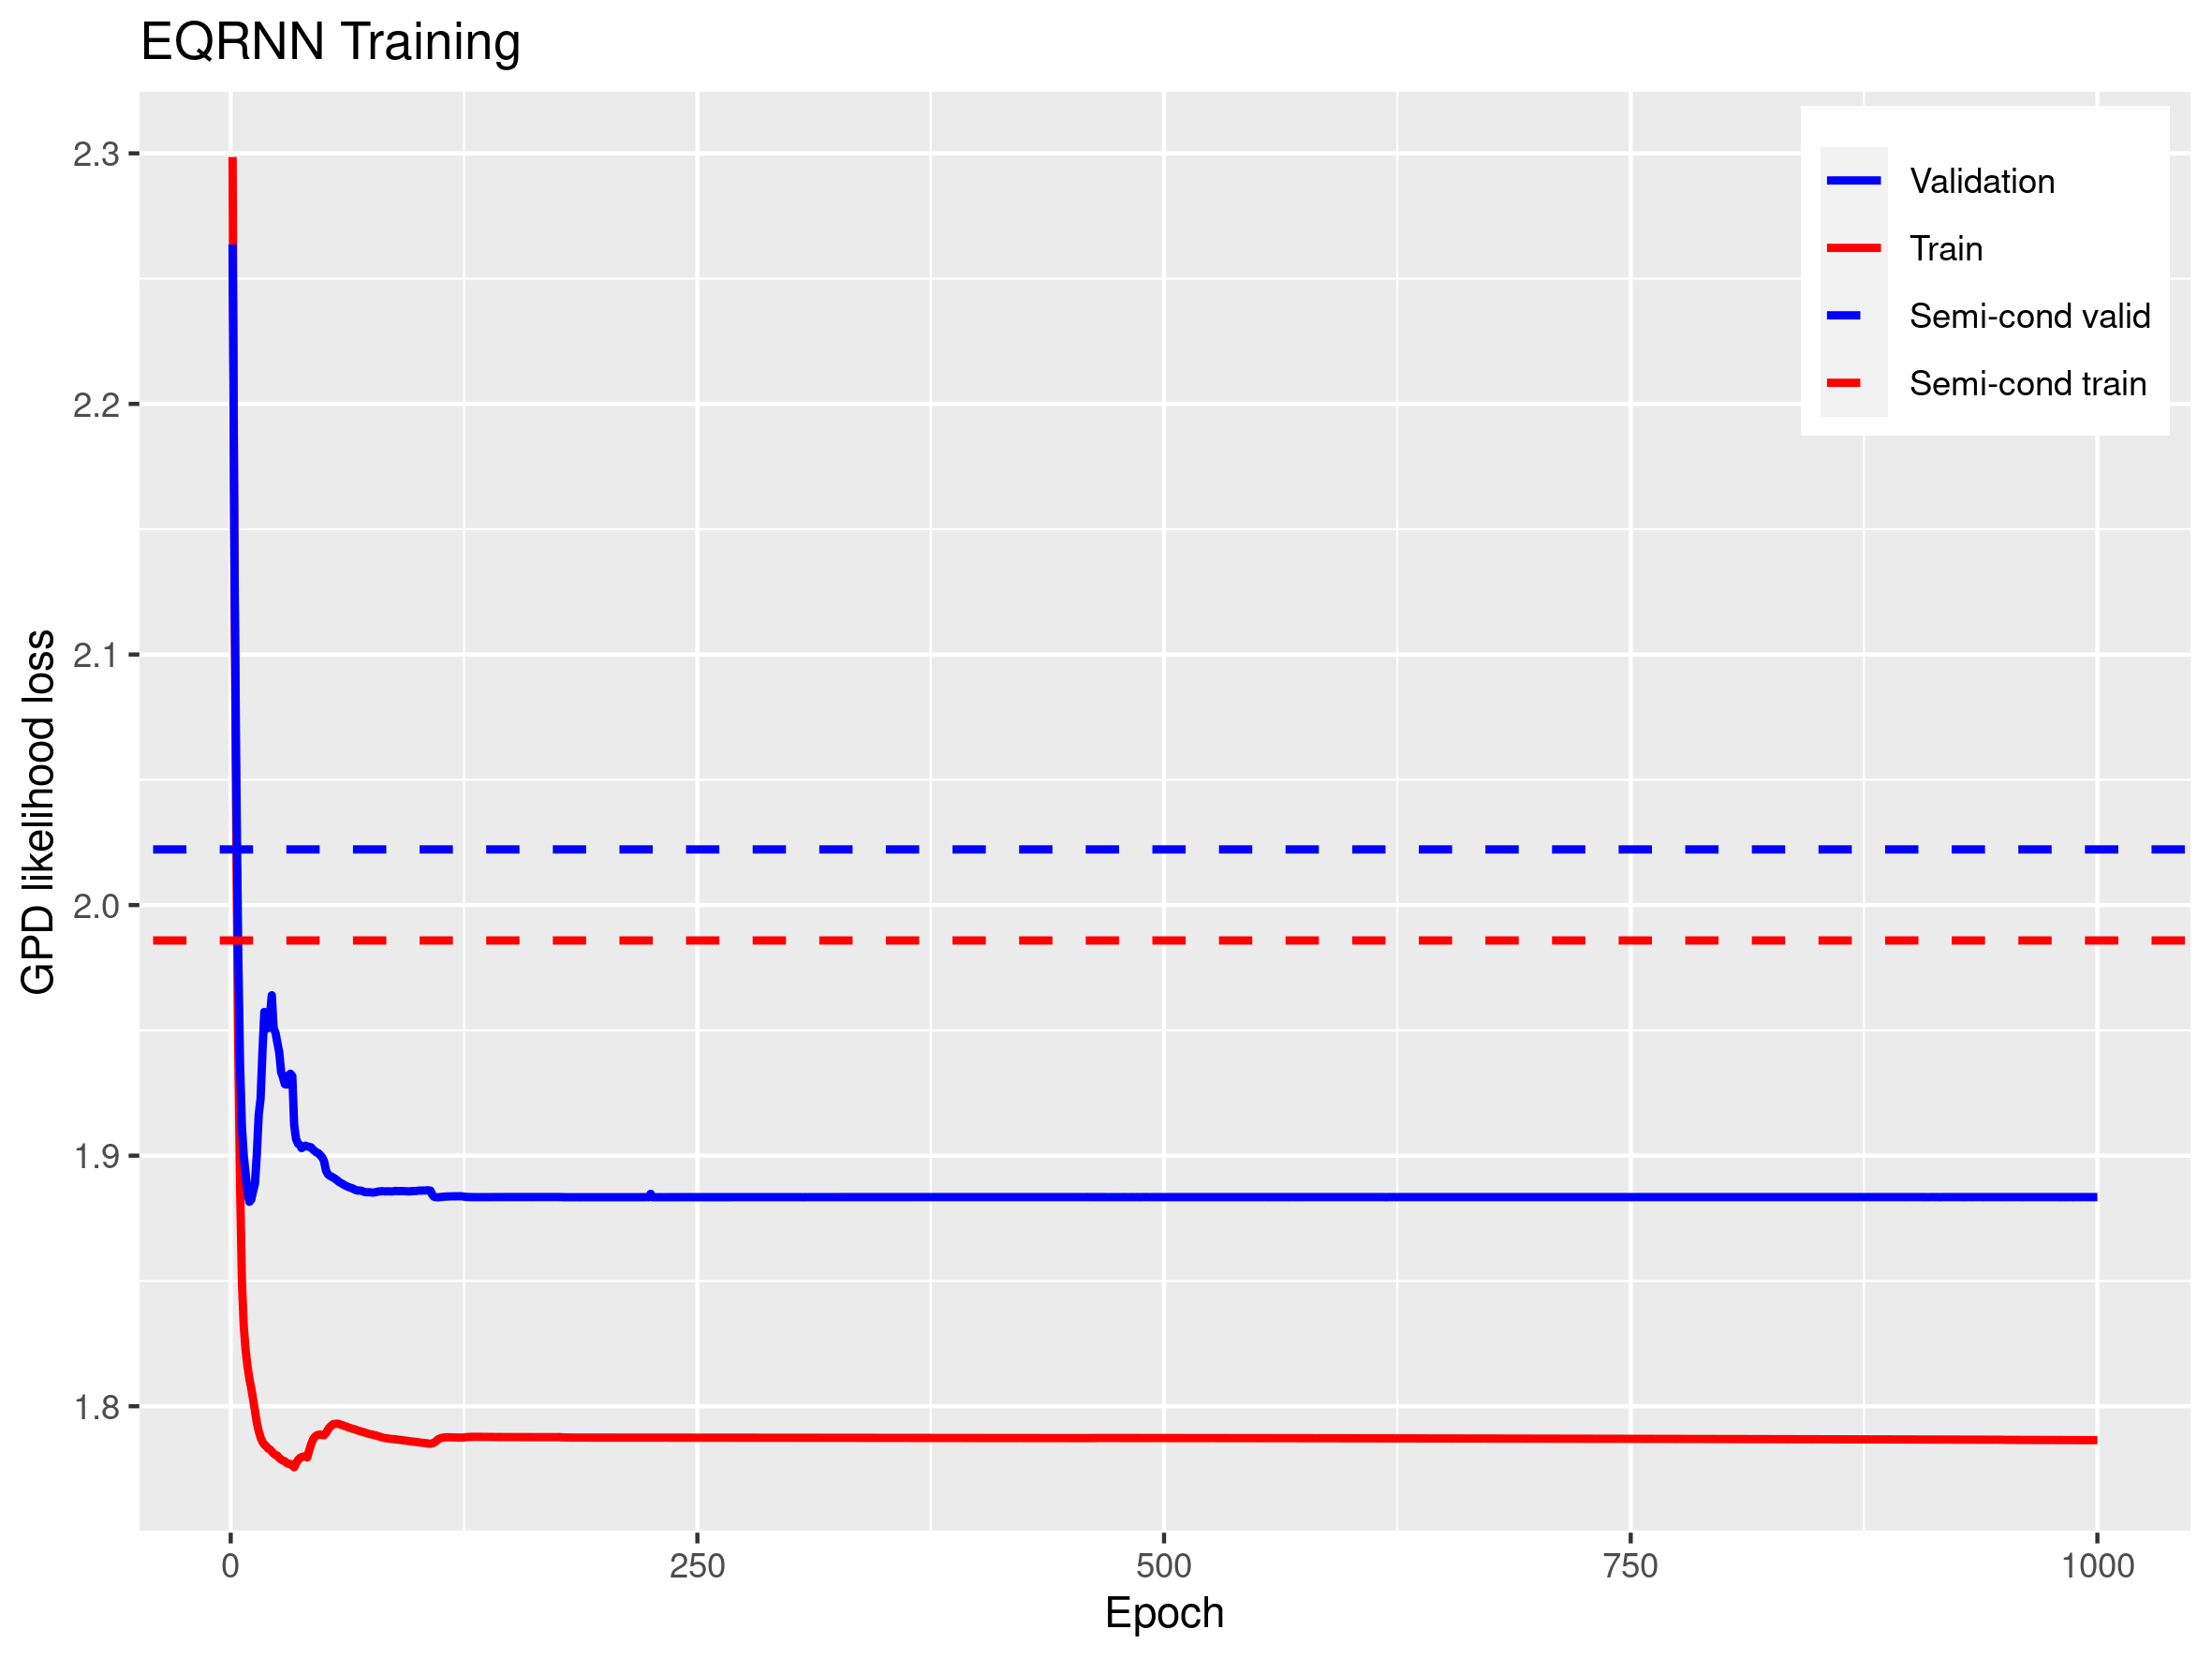 EQRNN Training
GPD likelihood loss
2.3
2.2
2.1
2.0
1.9
1.8
Validation
Train
Semi-cond valid
Semi-cond train
0
250
500
750
1000
Epoch